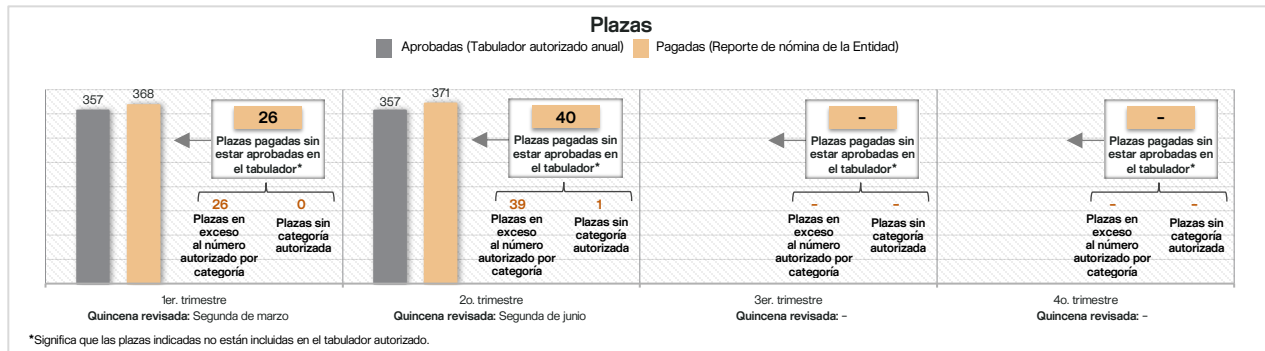 Plazas
Aprobadas (Tabulador autorizado anual) Pagadas (Reporte de nómina de la Entidad)
357
368
26
Plazas pagadas sin
estar aprobadas en
el tabulador*
26
Plazas en
exceso
al número
autorizado por
categoría
0
Plazas sin
categoría
autorizada
1er. trimestre
Quincena revisada: Segunda de marzo
357
371
40
Plazas pagadas sin
estar aprobadas en
el tabulador*
39
Plazas en
exceso
al número
autorizado por
categoría
1
Plazas sin
categoría
autorizada
2o. trimestre
Quincena revisada: Segunda de junio
-
Plazas pagadas sin
estar aprobadas en
el tabulador*
-
Plazas en
exceso
al número
autorizado por
categoría
-
Plazas sin
categoría
autorizada
3er. trimestre
Quincena revisada: -
-
Plazas pagadas sin
estar aprobadas en
el tabulador*
-
Plazas en
exceso
al número
autorizado por
categoría
-
Plazas sin
categoría
autorizada
4o. trimestre
Quincena revisada: -
*Significa que las plazas indicadas no están incluidas en el tabulador autorizado.